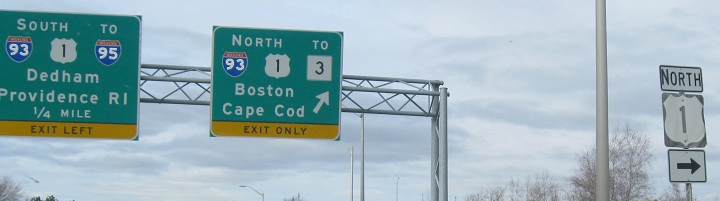 SOUTH TO
93 1 95
Dedham
Providence RI
1/4 MILE
EXIT LEFT
NORTH TO
93 1 3
Boston
Cape Cod
EXIT ONLY
NORTH
1